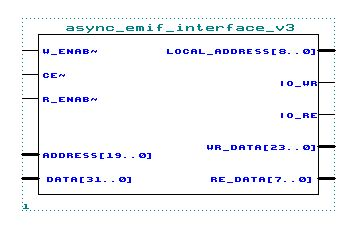 async_emif_interface_v3
W_ENAB~ LOCAL_ADDRESS[8..0]
CE~ IO_WR
R_ENAB~ IO_RE
WR_DATA[23..0]
ADDRESS[19..0]
DATA[31..0] RE_DATA[7..0]
1